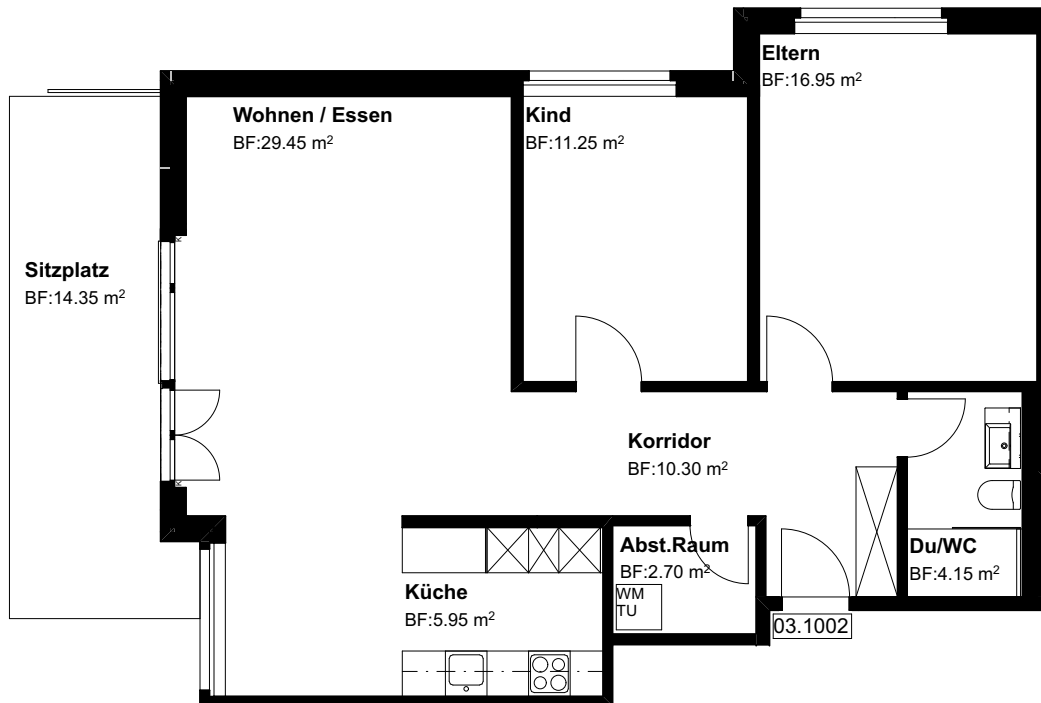 Eltern
BF:16.95 m²
Wohnen / Essen
BF:29.45 m²
Kind
BF:11.25 m²
Sitzplatz
BF:14.35 m²
Korridor
BF:10.30 m²
Abst.Raum
BF:2.70 m²
WM
TU
Du/WC
BF:4.15 m²
Küche
BF:5.95 m²
03.1002